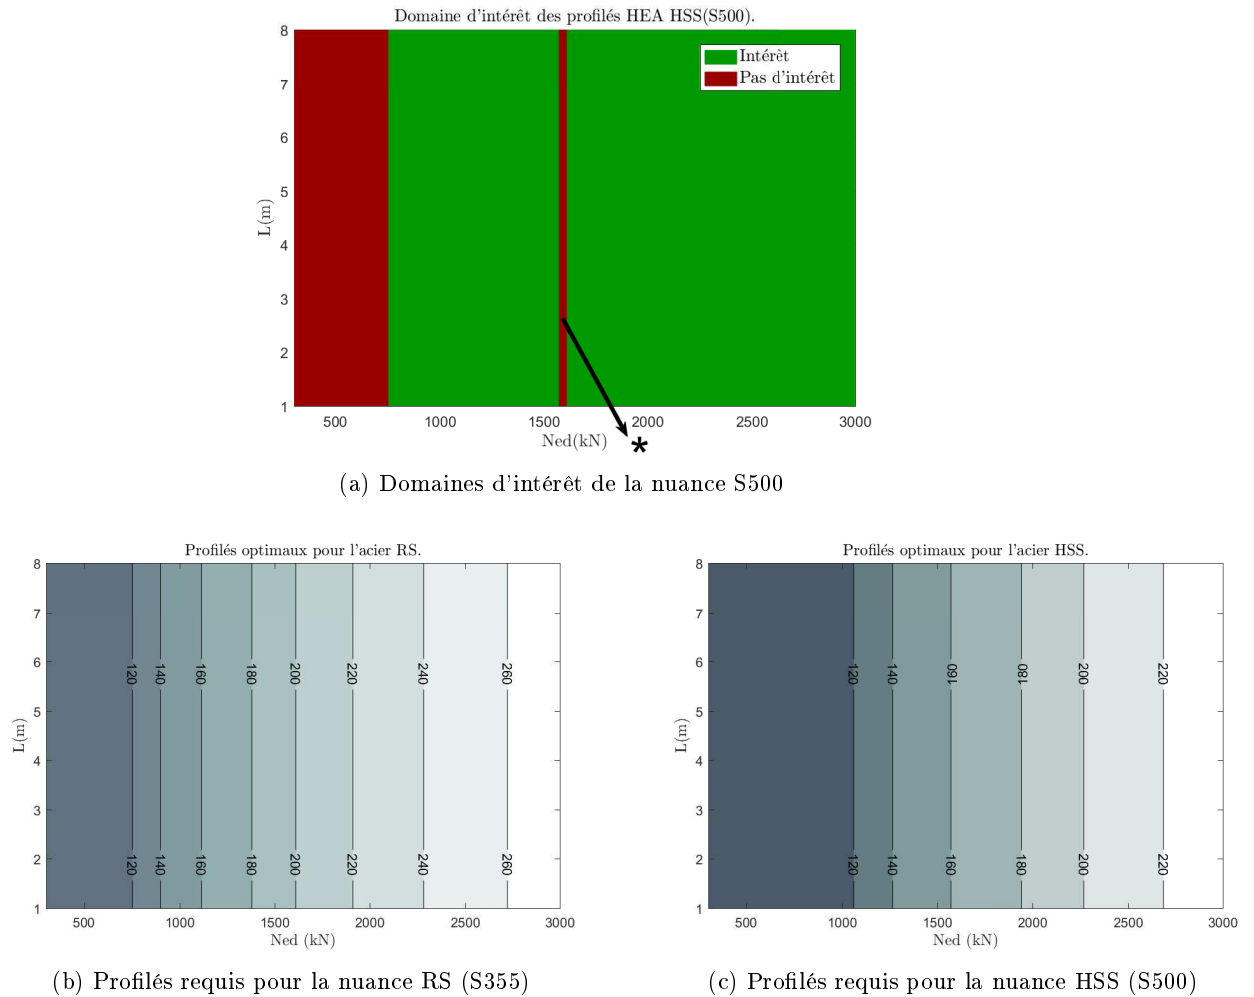 Domaine d'intérêt des profilés HEA HSS(S500).
8
7
6
5
4
3
2
1
L(m)
Intérêt
Pas d'intérêt
500 1000 1500 2000 2500 3000
Ned(kN)
*
(a) Domaines d'intérêt de la nuance S500
Profilés optimaux pour l'acier RS.
8
7
6
5
4
3
2
1
L(m)
120 140 160 180 200 220 240 260
120 140 160 180 200 220 240 260
500 1000 1500 2000 2500 3000
Ned (kN)
(b) Profilés requis pour la nuance RS (S355)
Profilés optimaux pour l'acier HSS.
8
7
6
5
4
3
2
1
L(m)
120 140 160 180 200 220
120 140 160 180 200 220
500 1000 1500 2000 2500 3000
Ned (kN)
(c) Profilés requis pour la nuance HSS (S500)